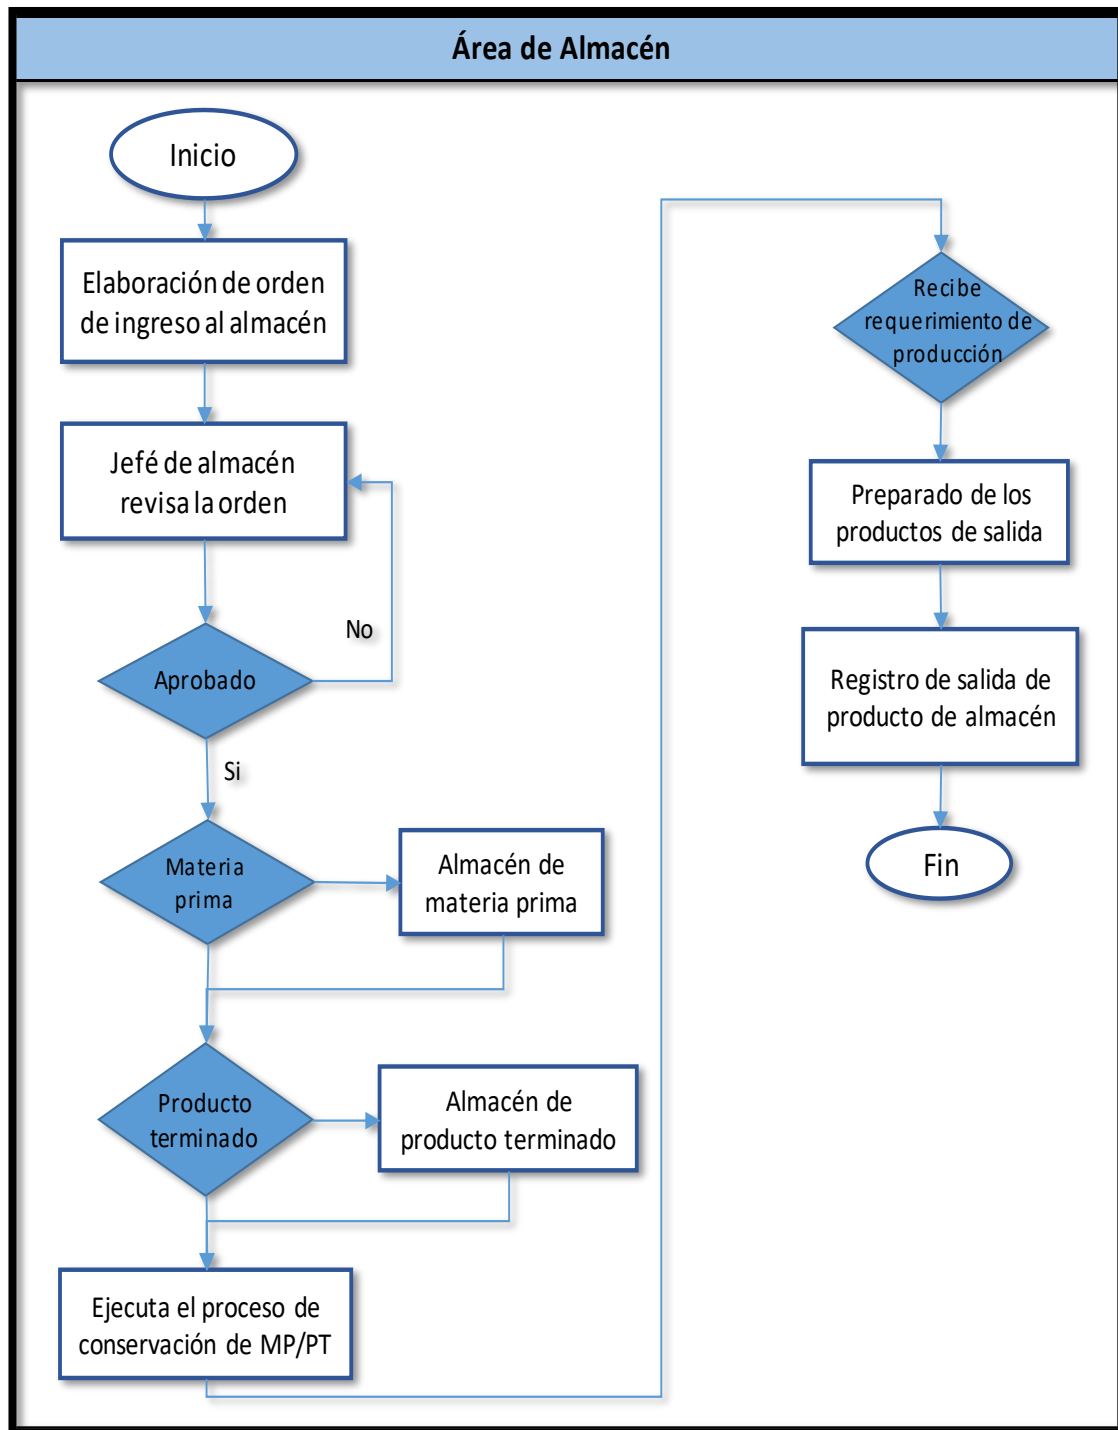 Área de Almacén
Inicio
Elaboración de orden
de ingreso al almacén
Jefé de almacén
revisa la orden
No
Aprobado
Si
Materia
prima
Almacén de
materia prima
Producto
terminado
Almacén de
producto terminado
Ejecuta el proceso de
conservación de MP/PT
Recibe
requerimiento de
producción
Preparado de los
productos de salida
Registro de salida de
producto de almacén
Fin